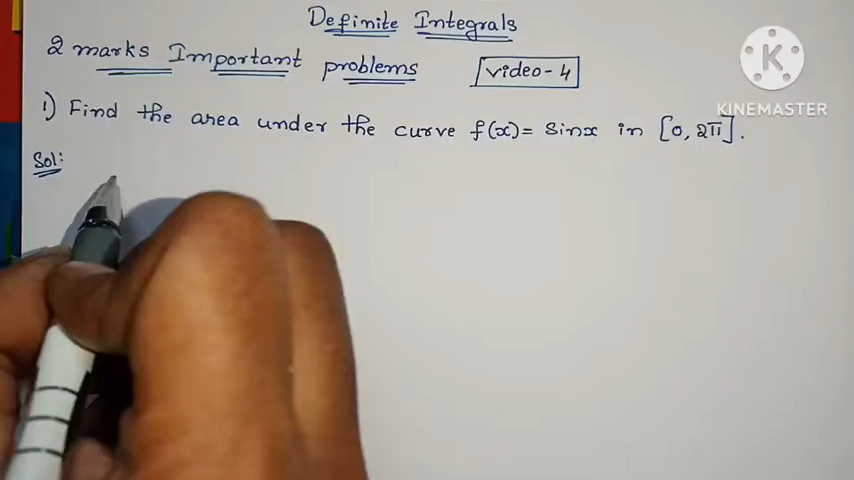 Definite Integrals
2 marks Important problems video-4
KINEMASTER
1) Find the area under the curve f(x)= sinx in [0, 2π].
Sol: